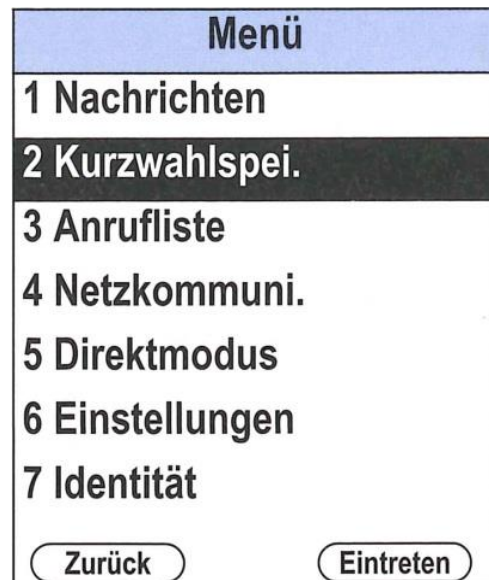 Menü
1 Nachrichten
2 Kurzwahlspei.
3 Anrufliste
4 Netzkommuni.
5 Direktmodus
6 Einstellungen
7 Identität
Zurück Eintreten